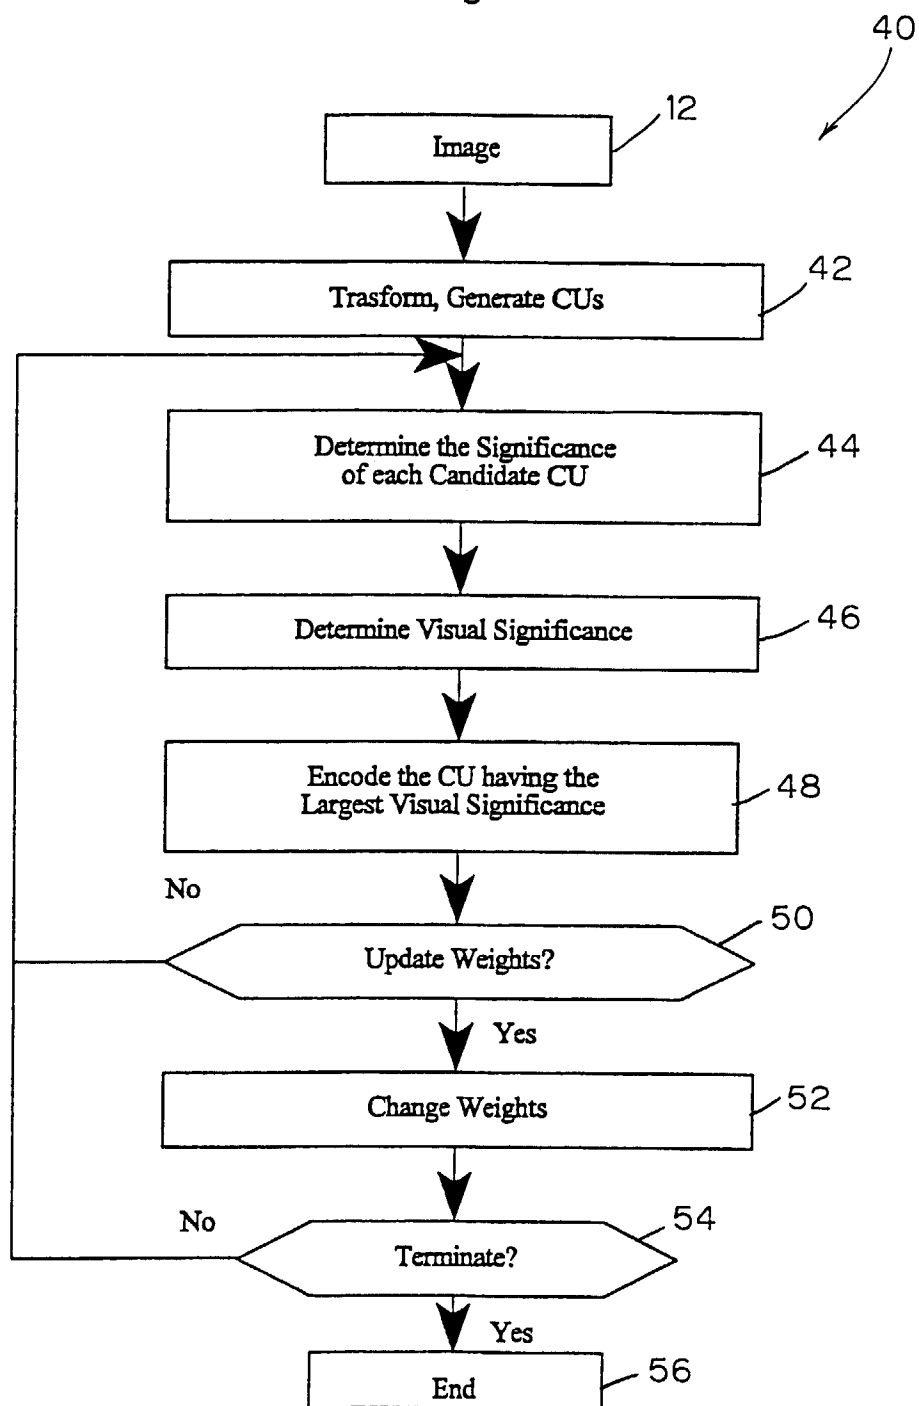 40
12
Image
42
Trasform, Generate CUs
44
Determine the Significance
of each Candidate CU
46
Determine Visual Significance
48
Encode the CU having the
Largest Visual Significance
No
50
Update Weights?
Yes
52
Change Weights
No
54
Terminate?
Yes
56
End